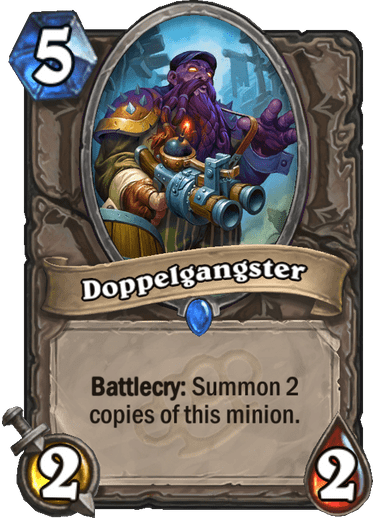 5
Doppelgangster
Battlecry: Summon 2
copies of this minion.
2 2